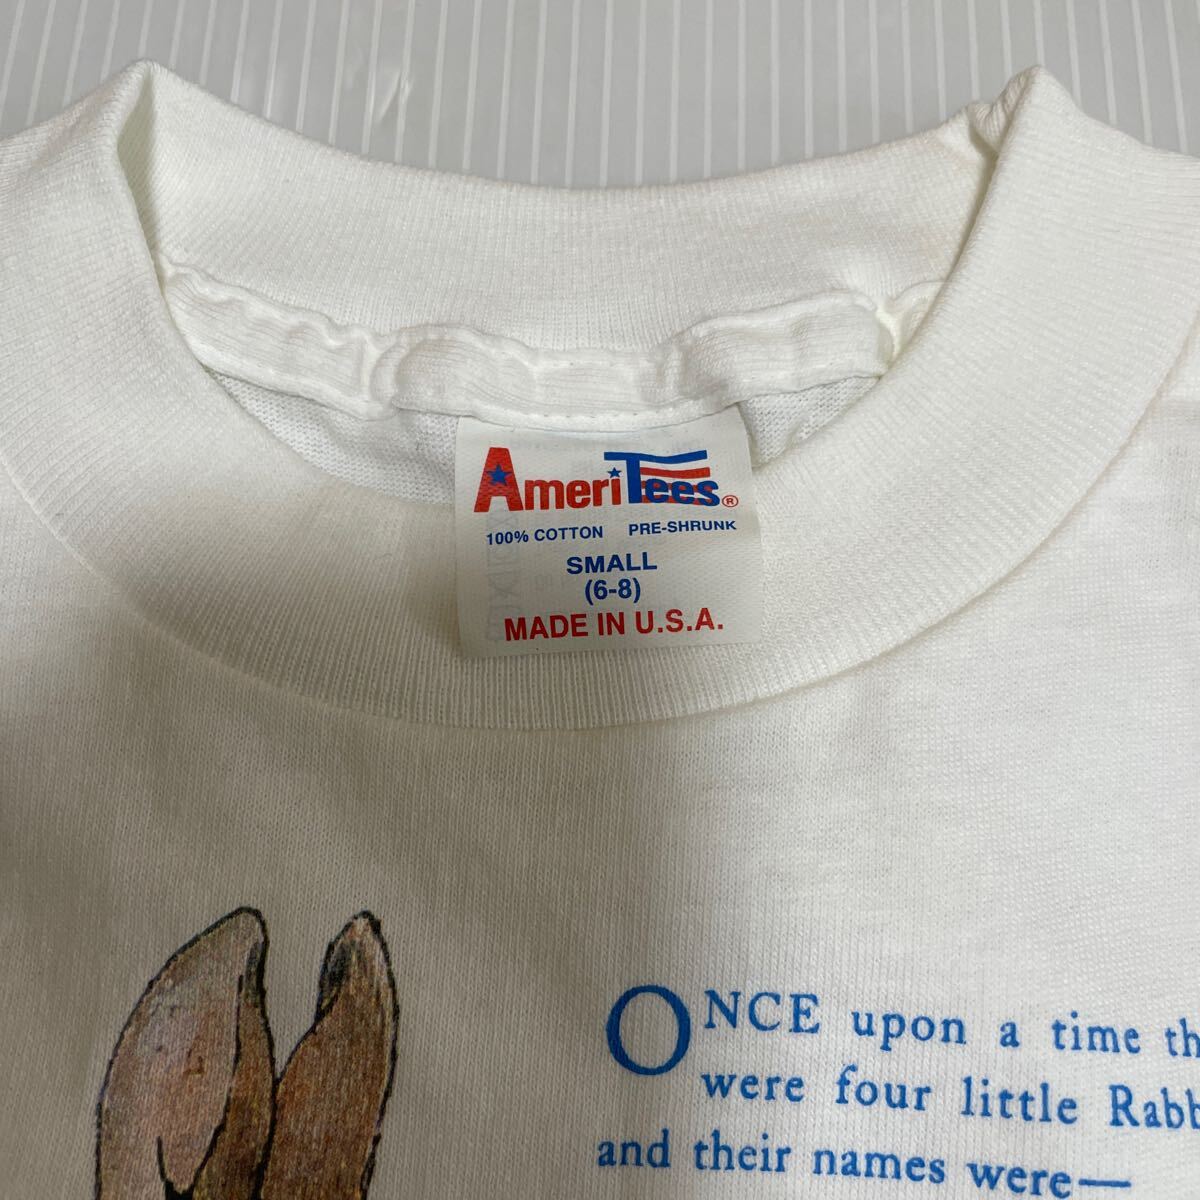 AmeriTees®
100% COTTON PRE-SHRUNK
SMALL
(6-8)
MADE IN U.S.A.
ONCE upon a time th
were four little Rabb
and their names were—